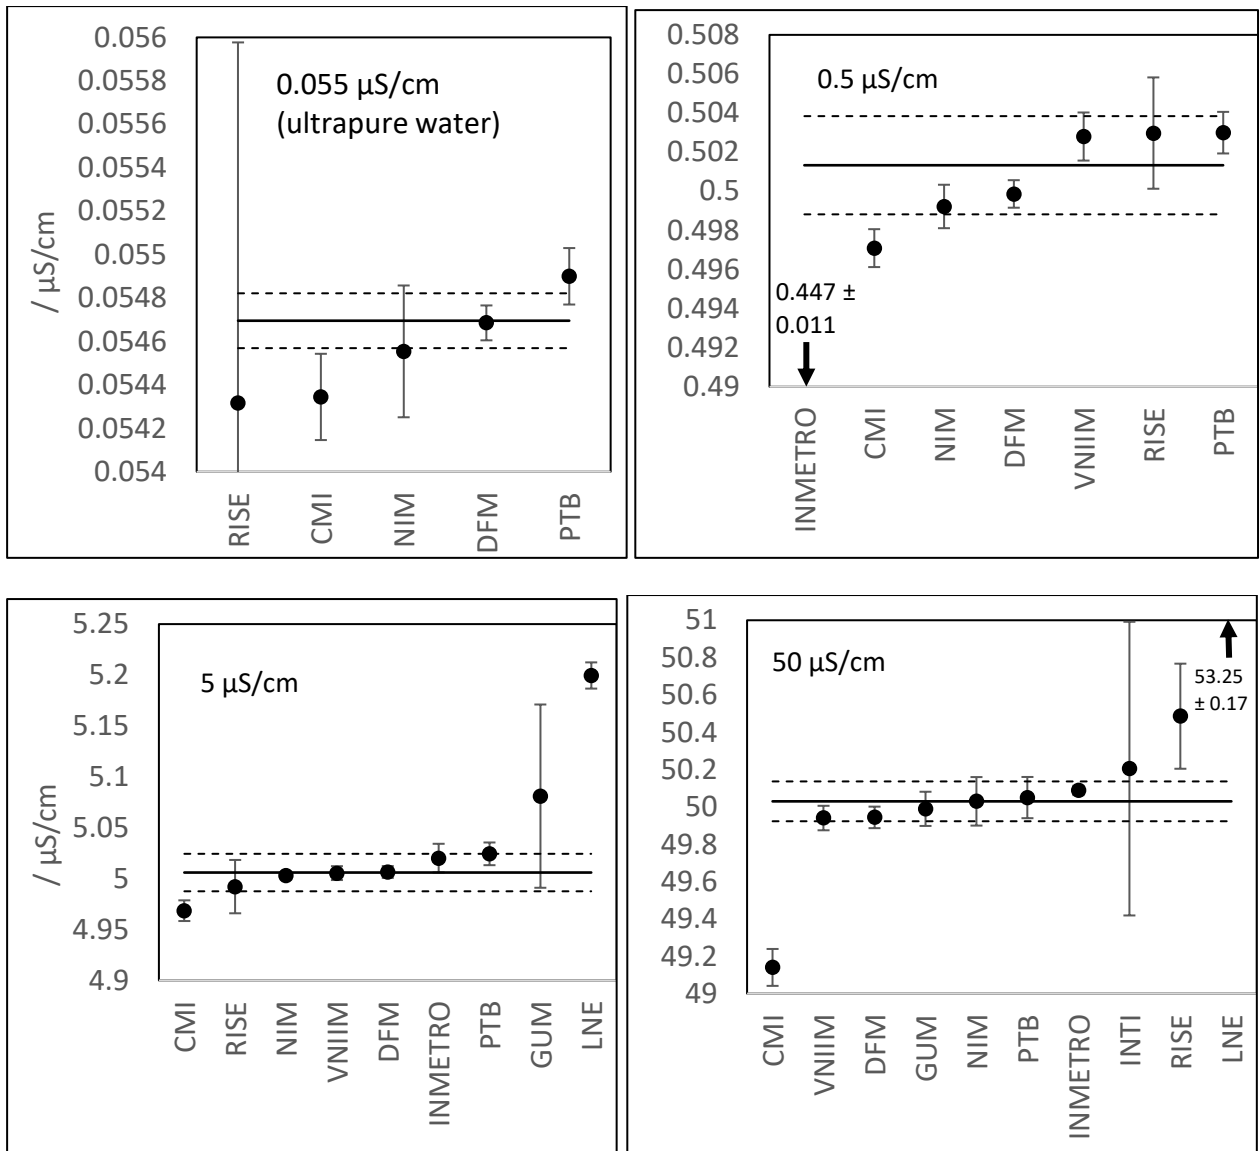 0.056
0.0558
0.0556
0.0554
0.0552
0.055
0.0548
0.0546
0.0544
0.0542
0.054
/ µS/cm
0.055 µS/cm
(ultrapure water)
RISE
CMI
NIM
DFM
PTB
0.508
0.506
0.504
0.502
0.5
0.498
0.496
0.494
0.492
0.49
0.5 µS/cm
0.447 ±
0.011
INMETRO
CMI
NIM
DFM
VNIIM
RISE
PTB
5.25
5.2
5.15
5.1
5.05
5
4.95
4.9
/ µS/cm
5 µS/cm
CMI
RISE
NIM
VNIIM
DFM
INMETRO
PTB
GUM
LNE
51
50.8
50.6
50.4
50.2
50
49.8
49.6
49.4
49.2
49
50 µS/cm
53.25
± 0.17
CMI
VNIIM
DFM
GUM
NIM
PTB
INMETRO
INTI
RISE
LNE